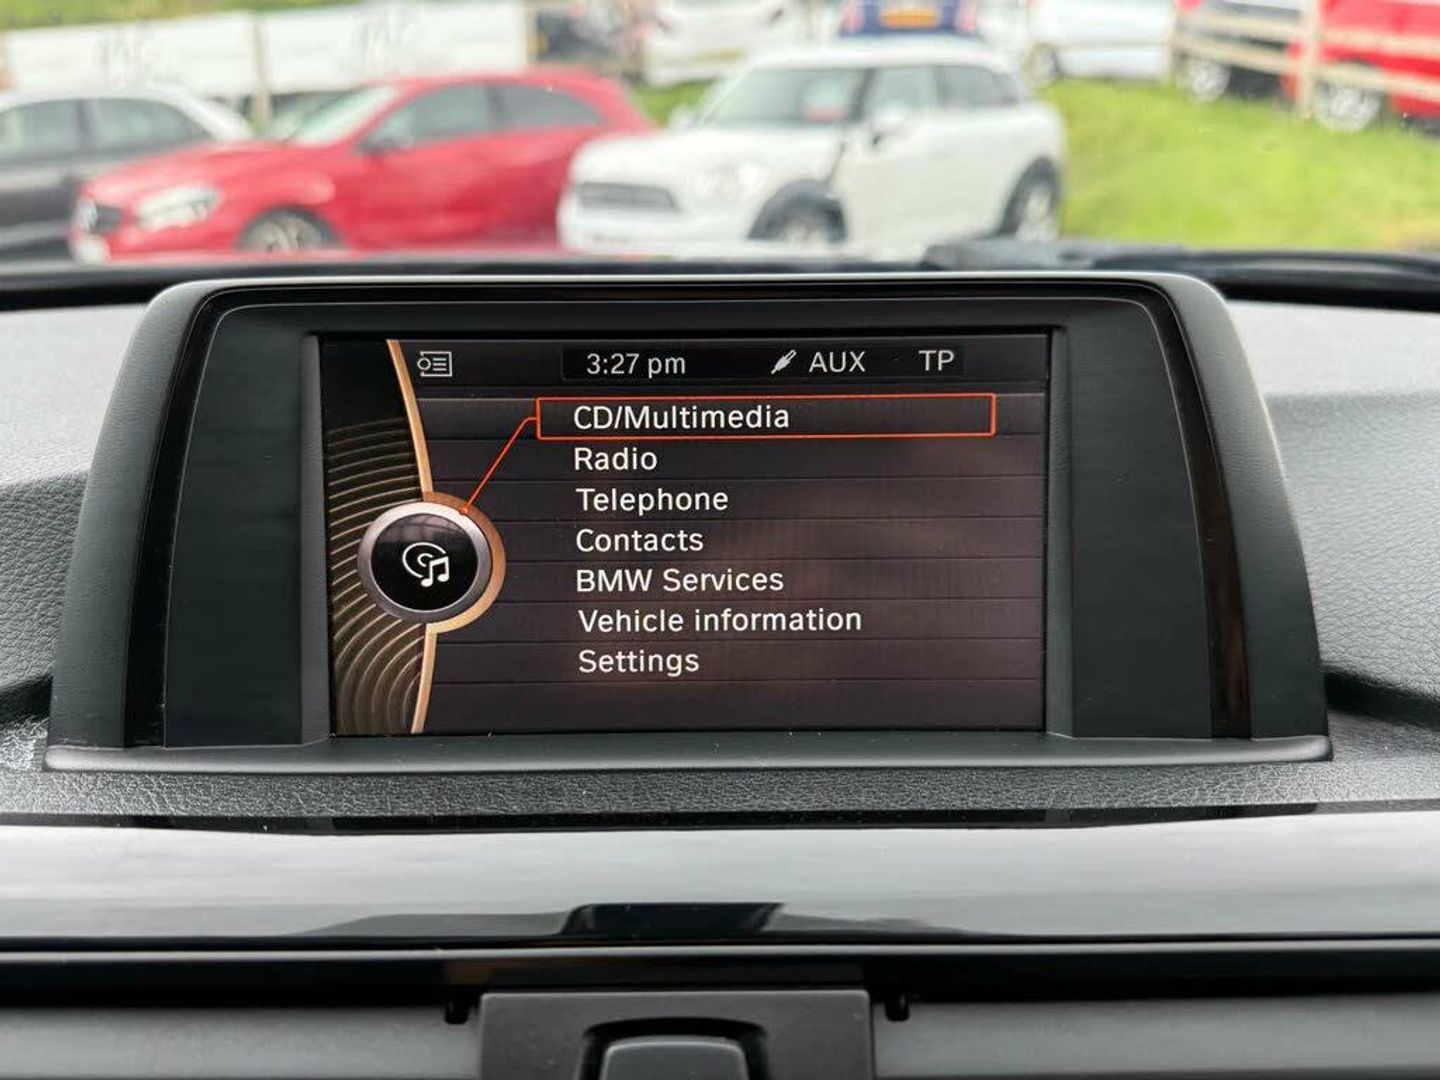 3:27 pm AUX TP
CD/Multimedia
Radio
Telephone
Contacts
BMW Services
Vehicle information
Settings